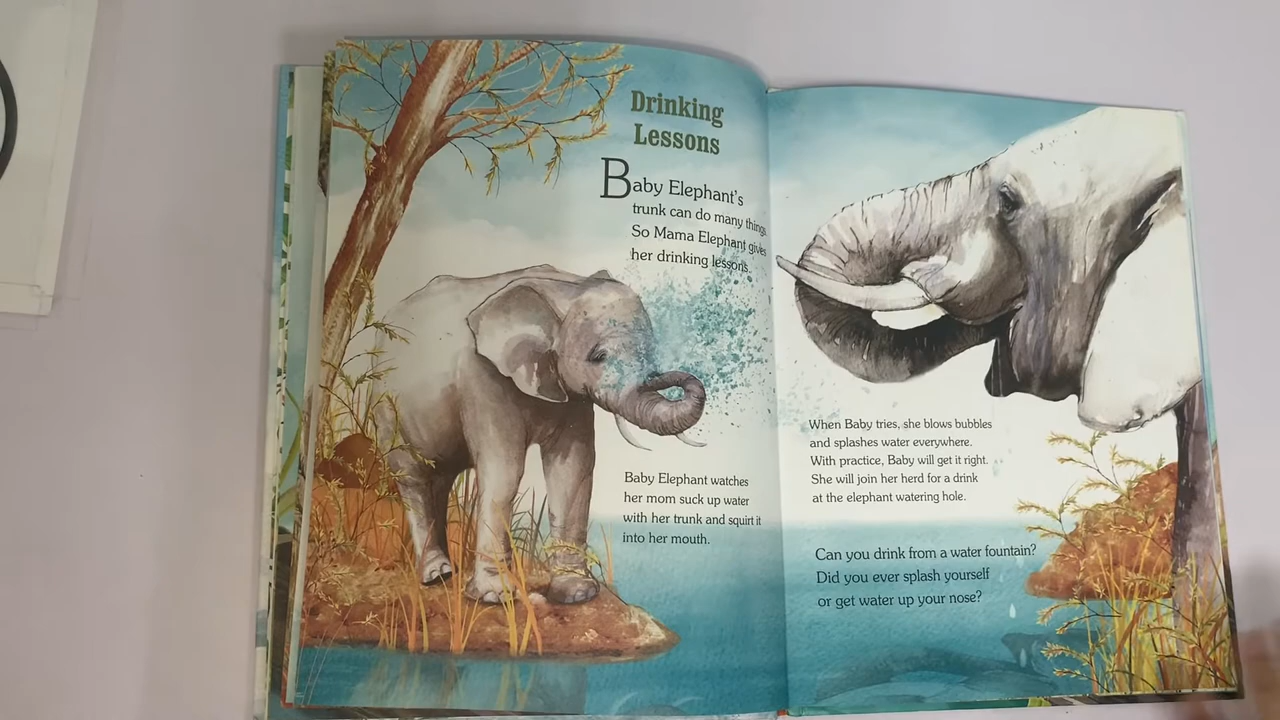 Drinking
Lessons
Baby Elephant's
trunk can do many things.
So Mama Elephant gives
her drinking lessons.
Baby Elephant watches
her mom suck up water
with her trunk and squirt it
into her mouth.
When Baby tries, she blows bubbles
and splashes water everywhere.
With practice, Baby will get it right.
She will join her herd for a drink
at the elephant watering hole.
Can you drink from a water fountain?
Did you ever splash yourself
or get water up your nose?